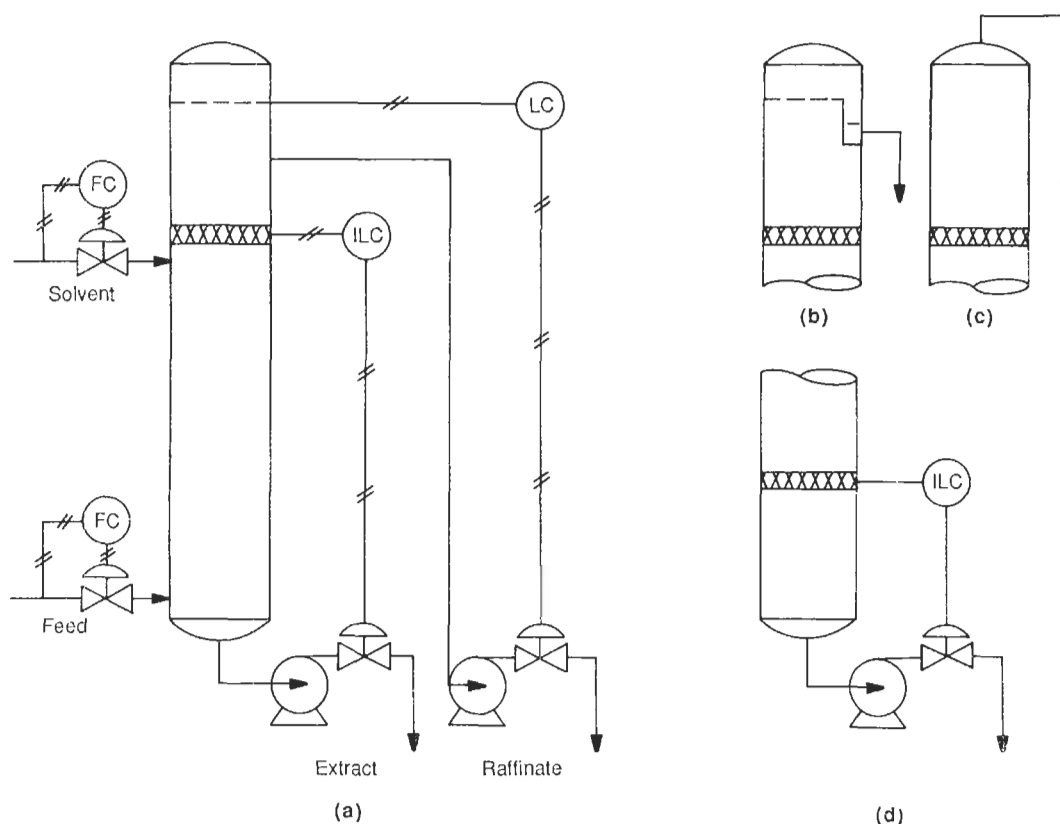 LC
FC
ILC
Solvent
(b)
(c)
ILC
FC
Feed
Extract
Raffinate
(a)
(d)